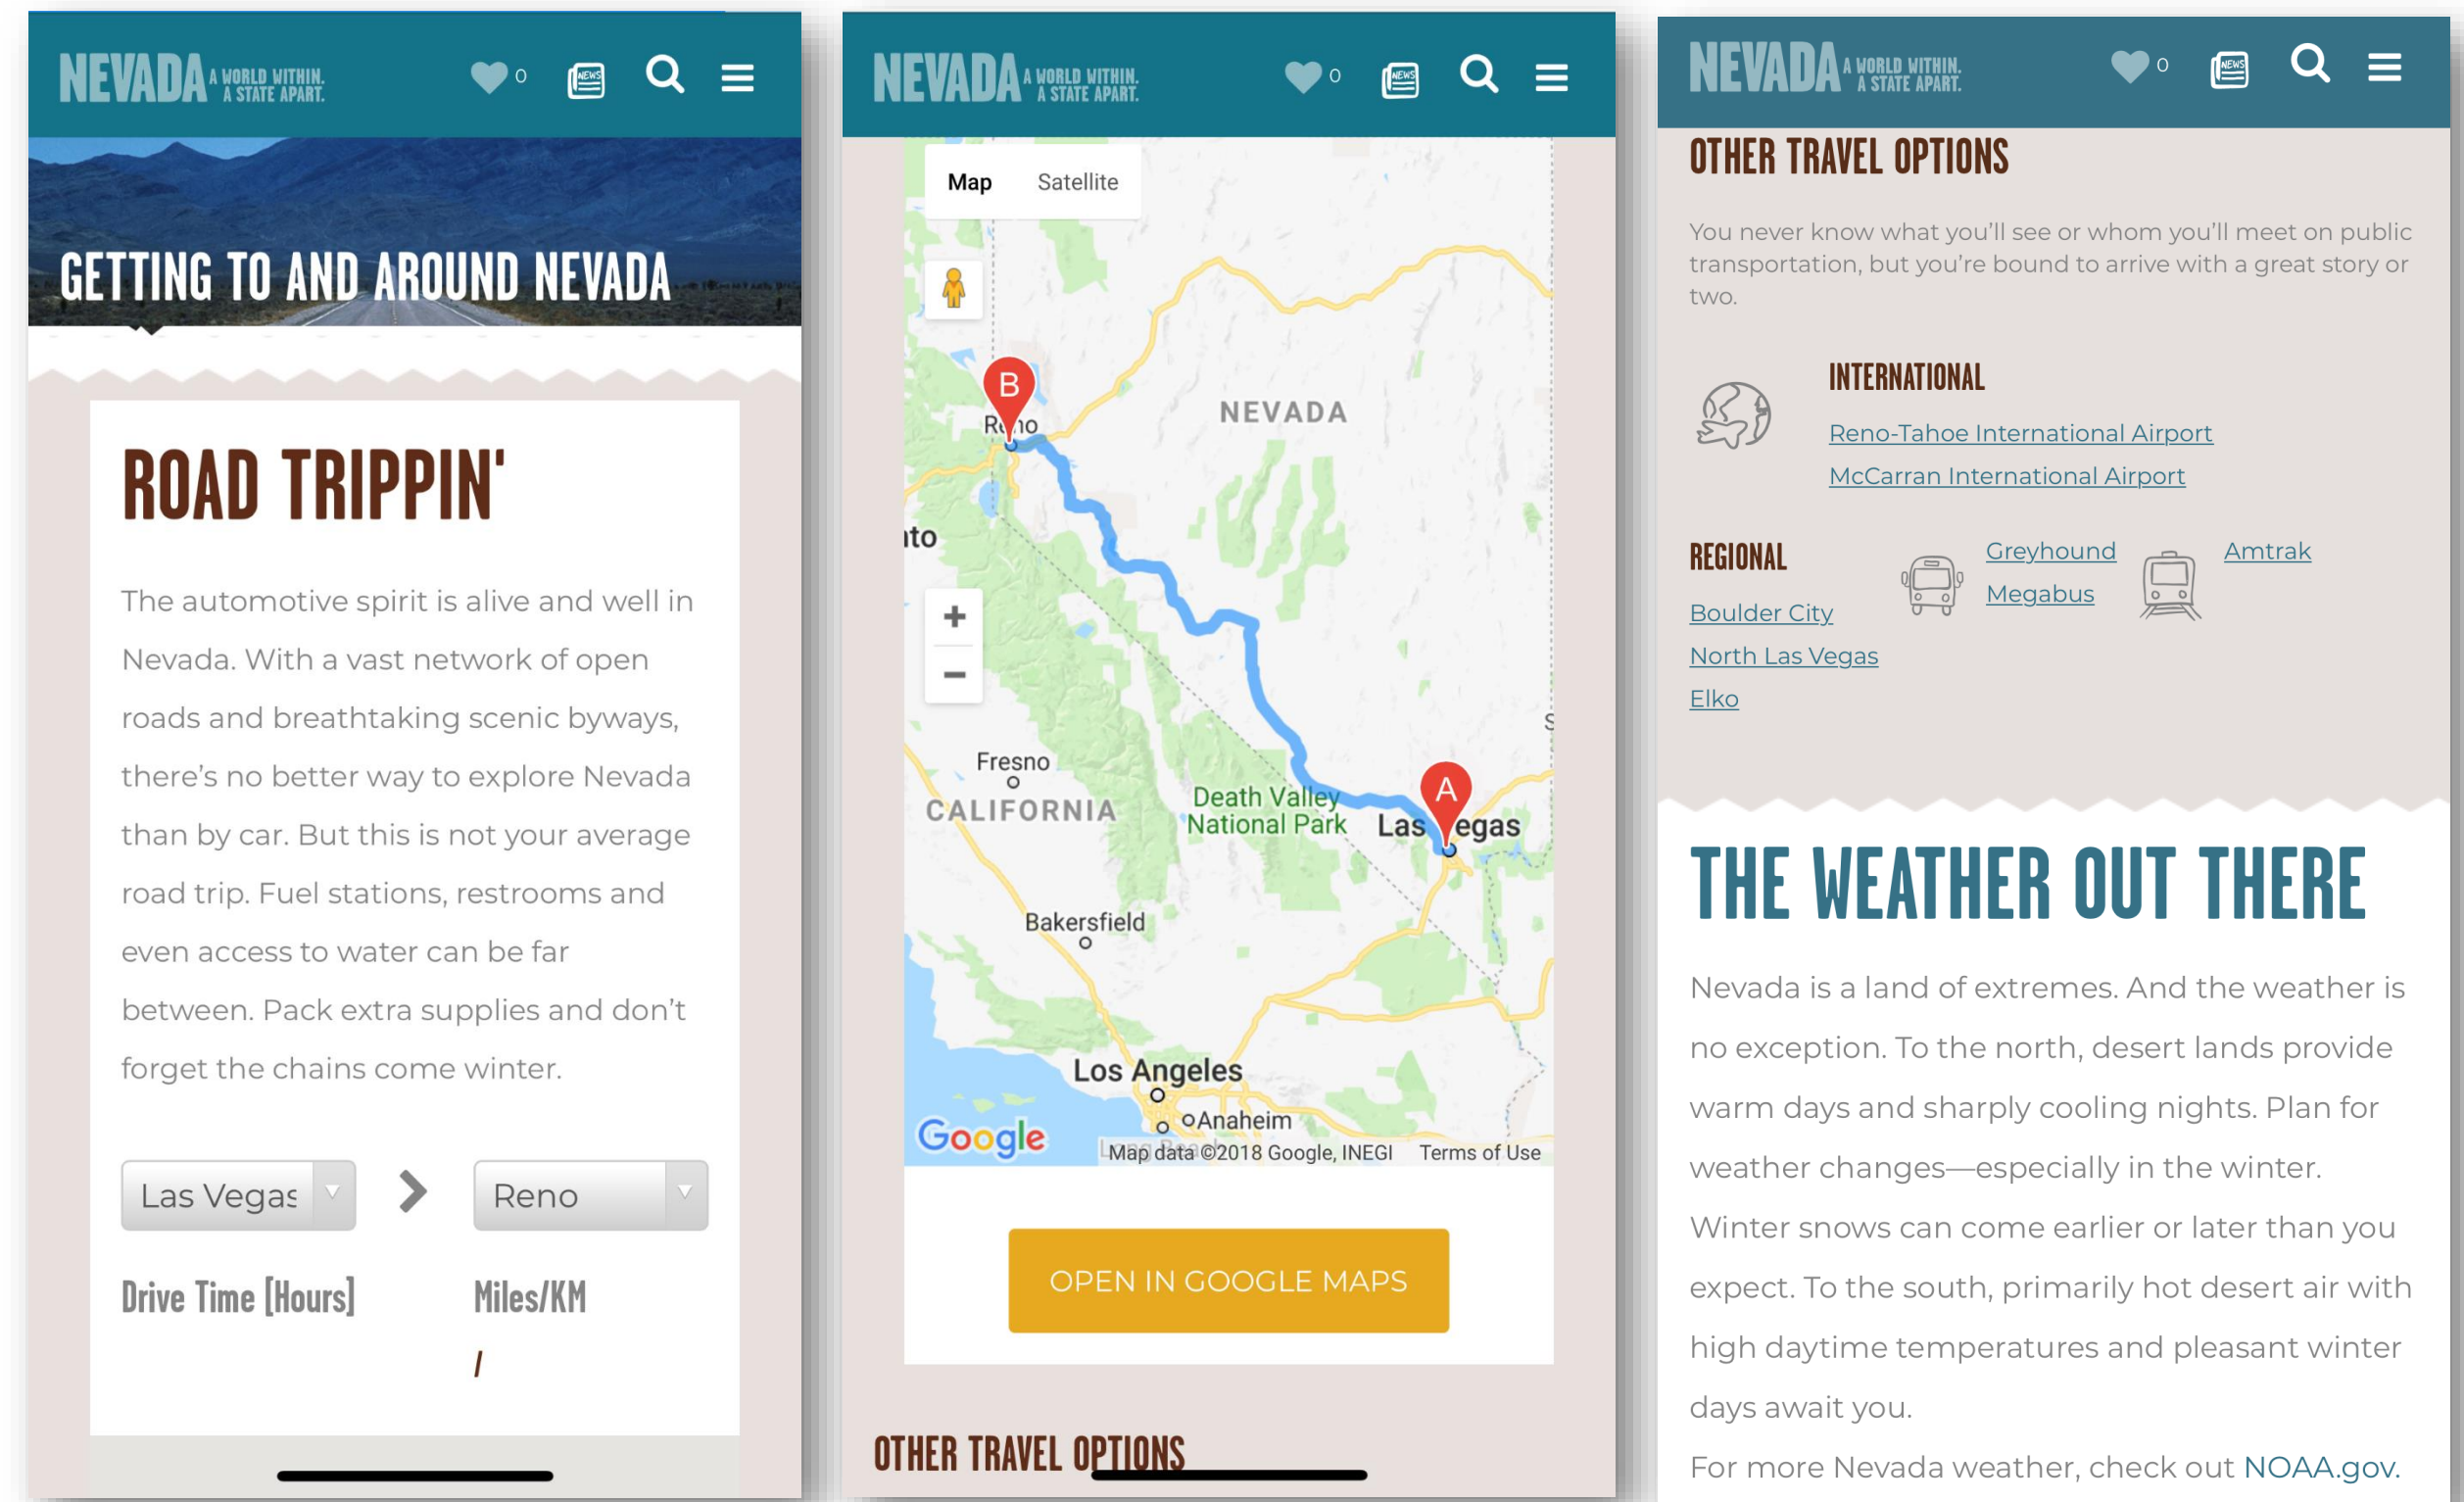 NEVADA A WORLD WITHIN.
A STATE APART.
0
NEWS
GETTING TO AND AROUND NEVADA
ROAD TRIPPIN'
The automotive spirit is alive and well in
Nevada. With a vast network of open
roads and breathtaking scenic byways,
there's no better way to explore Nevada
than by car. But this is not your average
road trip. Fuel stations, restrooms and
even access to water can be far
between. Pack extra supplies and don't
forget the chains come winter.
Las Vegas
Reno
Drive Time [Hours]
Miles/KM
/
NEVADA A WORLD WITHIN.
A STATE APART.
0
NEWS
Map Satellite
B
Reno
NEVADA
nto
+
−
Fresno
CALIFORNIA
Death Valley
National Park
A
Las Vegas
S
Bakersfield
Los Angeles
Anaheim
Long Beach
Google
Map data ©2018 Google, INEGI Terms of Use
OPEN IN GOOGLE MAPS
OTHER TRAVEL OPTIONS
NEVADA A WORLD WITHIN.
A STATE APART.
0
NEWS
OTHER TRAVEL OPTIONS
You never know what you'll see or whom you'll meet on public
transportation, but you're bound to arrive with a great story or
two.
INTERNATIONAL
Reno-Tahoe International Airport
McCarran International Airport
REGIONAL
Boulder City
North Las Vegas
Elko
Greyhound
Megabus
Amtrak
THE WEATHER OUT THERE
Nevada is a land of extremes. And the weather is
no exception. To the north, desert lands provide
warm days and sharply cooling nights. Plan for
weather changes—especially in the winter.
Winter snows can come earlier or later than you
expect. To the south, primarily hot desert air with
high daytime temperatures and pleasant winter
days await you.
For more Nevada weather, check out NOAA.gov.